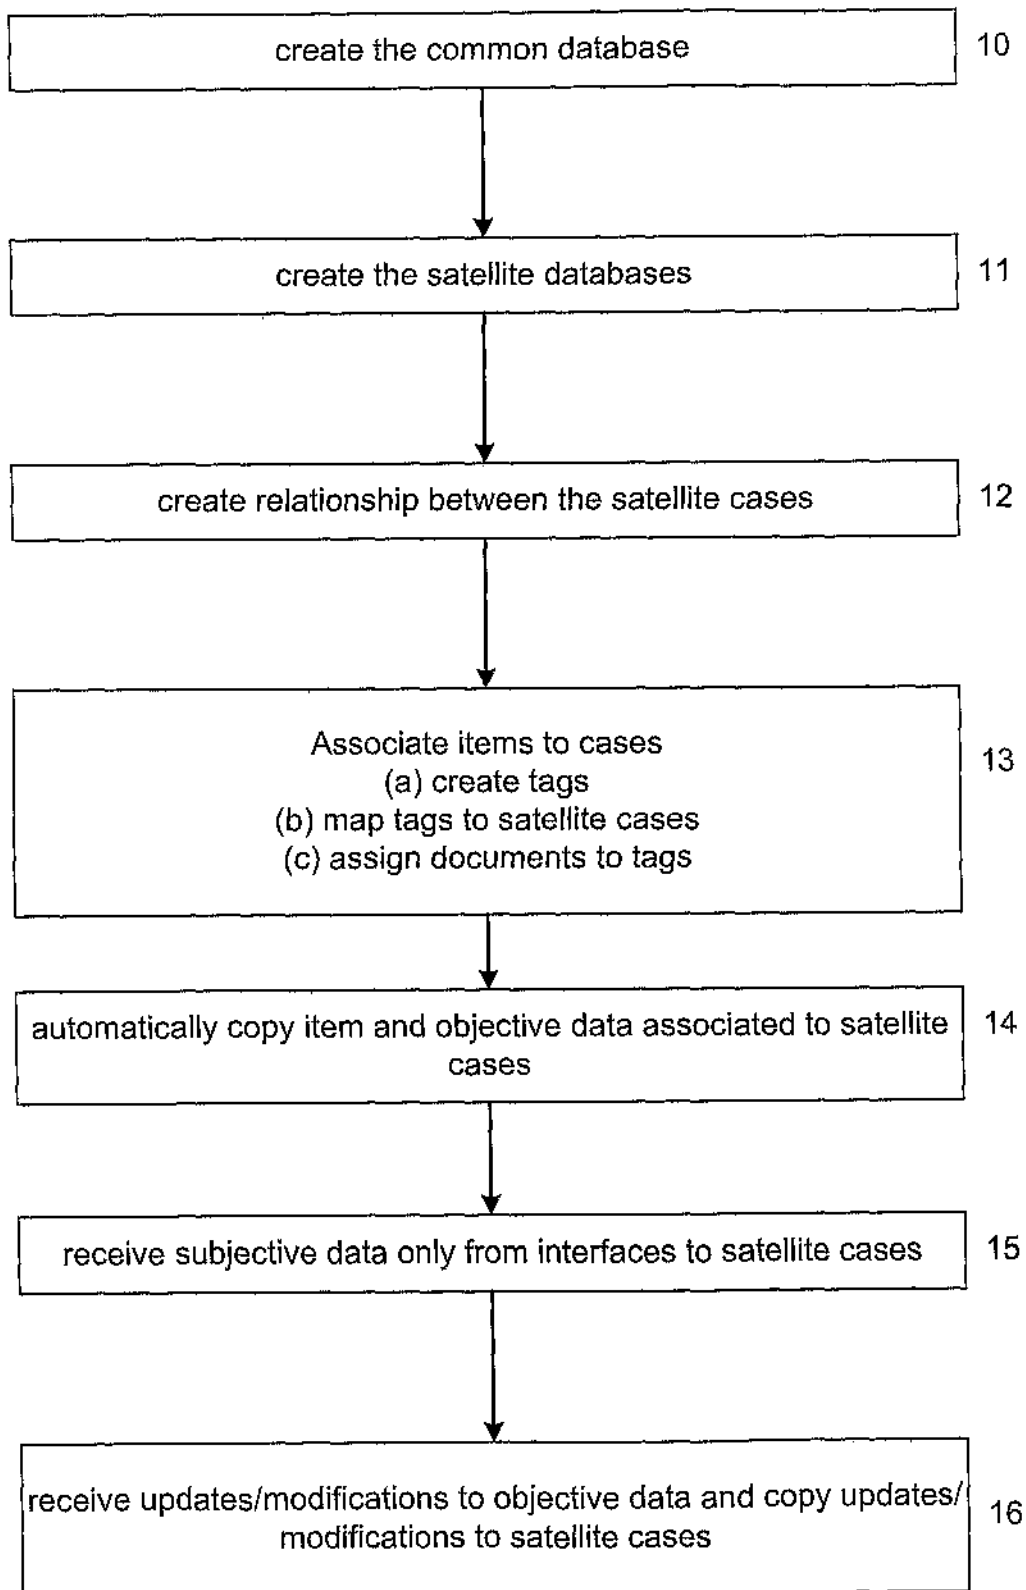 create the common database 10
create the satellite databases 11
create relationship between the satellite cases 12
Associate items to cases 13
(a) create tags
(b) map tags to satellite cases
(c) assign documents to tags
automatically copy item and objective data associated to satellite 14
cases
receive subjective data only from interfaces to satellite cases 15
receive updates/modifications to objective data and copy updates/ 16
modifications to satellite cases